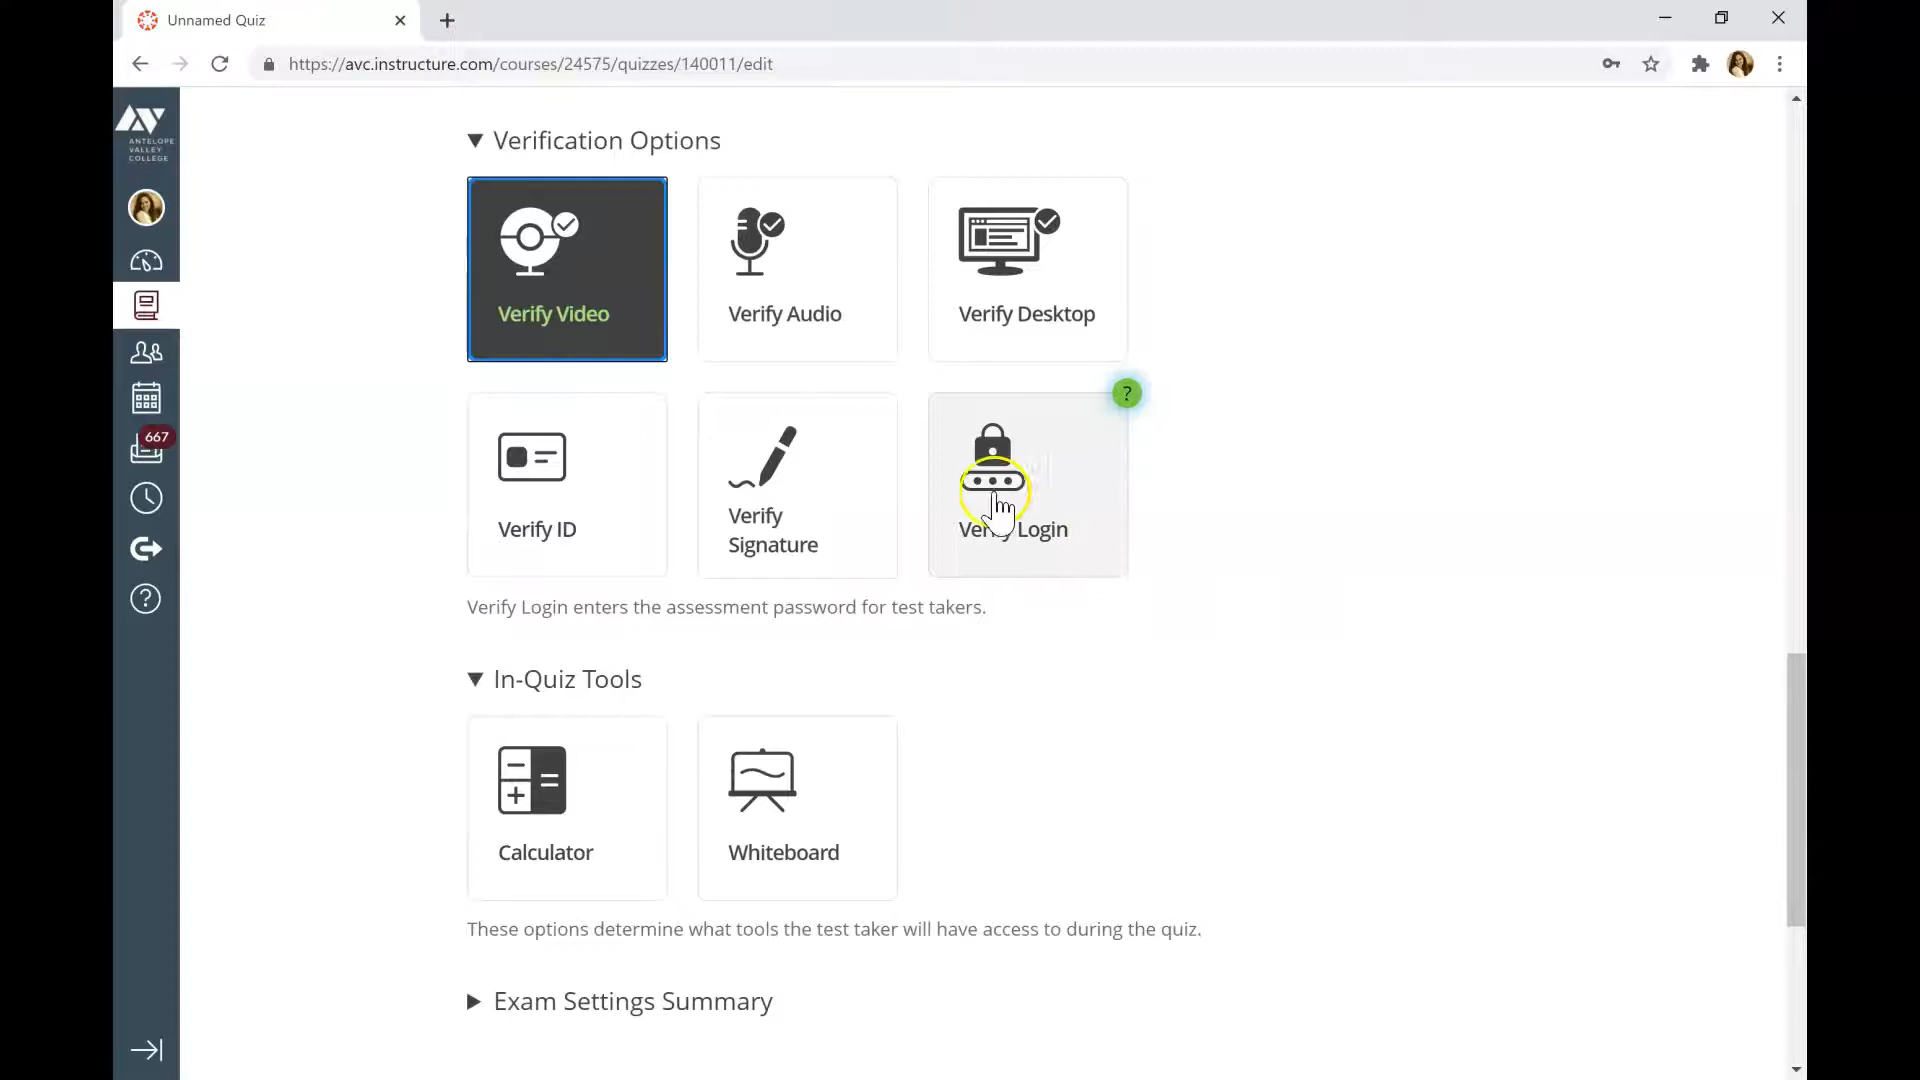 Unnamed Quiz
https://avc.instructure.com/courses/24575/quizzes/140011/edit
ANTELOPE
VALLEY
COLLEGE
667
Verification Options
Verify Video
Verify Audio
Verify Desktop
?
Verify ID
Verify
Signature
Verify Login
Verify Login enters the assessment password for test takers.
In-Quiz Tools
Calculator
Whiteboard
These options determine what tools the test taker will have access to during the quiz.
Exam Settings Summary